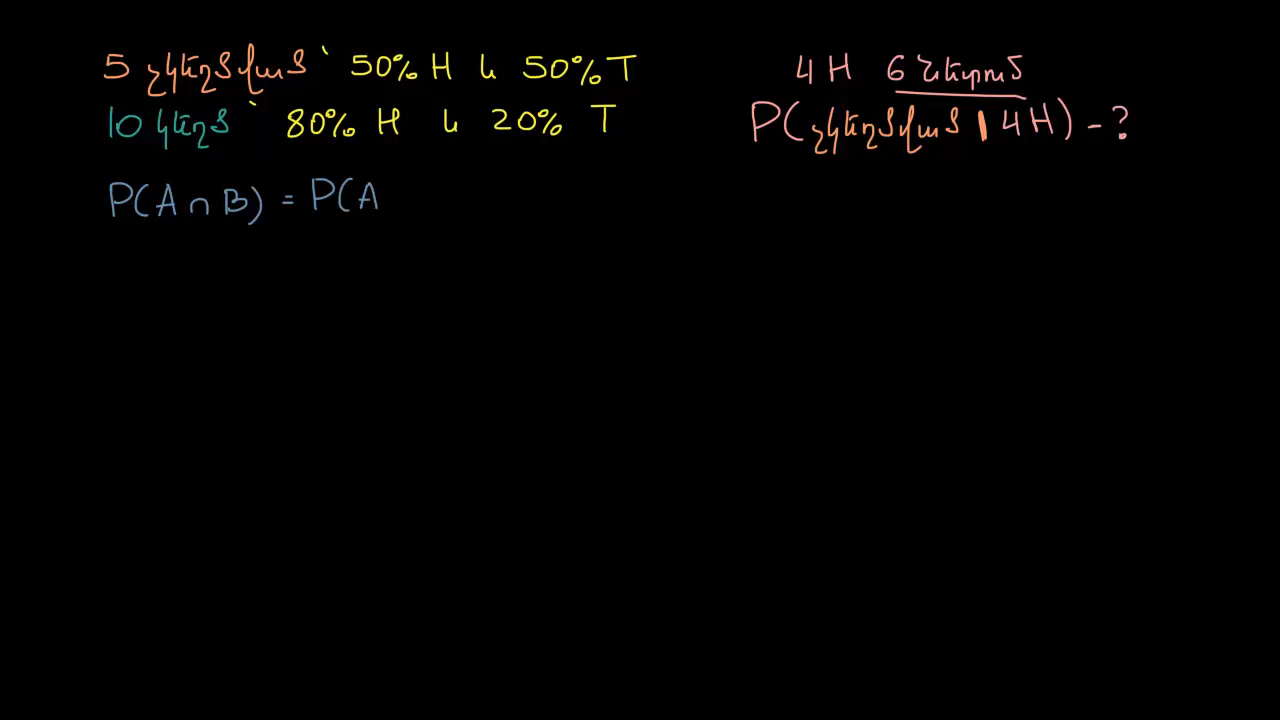 5 չկեղծված՝ 50% H և 50% T
10 կեղծ՝ 80% H և 20% T
P(A ∩ B) = P(A
4H 6 նետում
P(չկեղծված | 4H) - ?